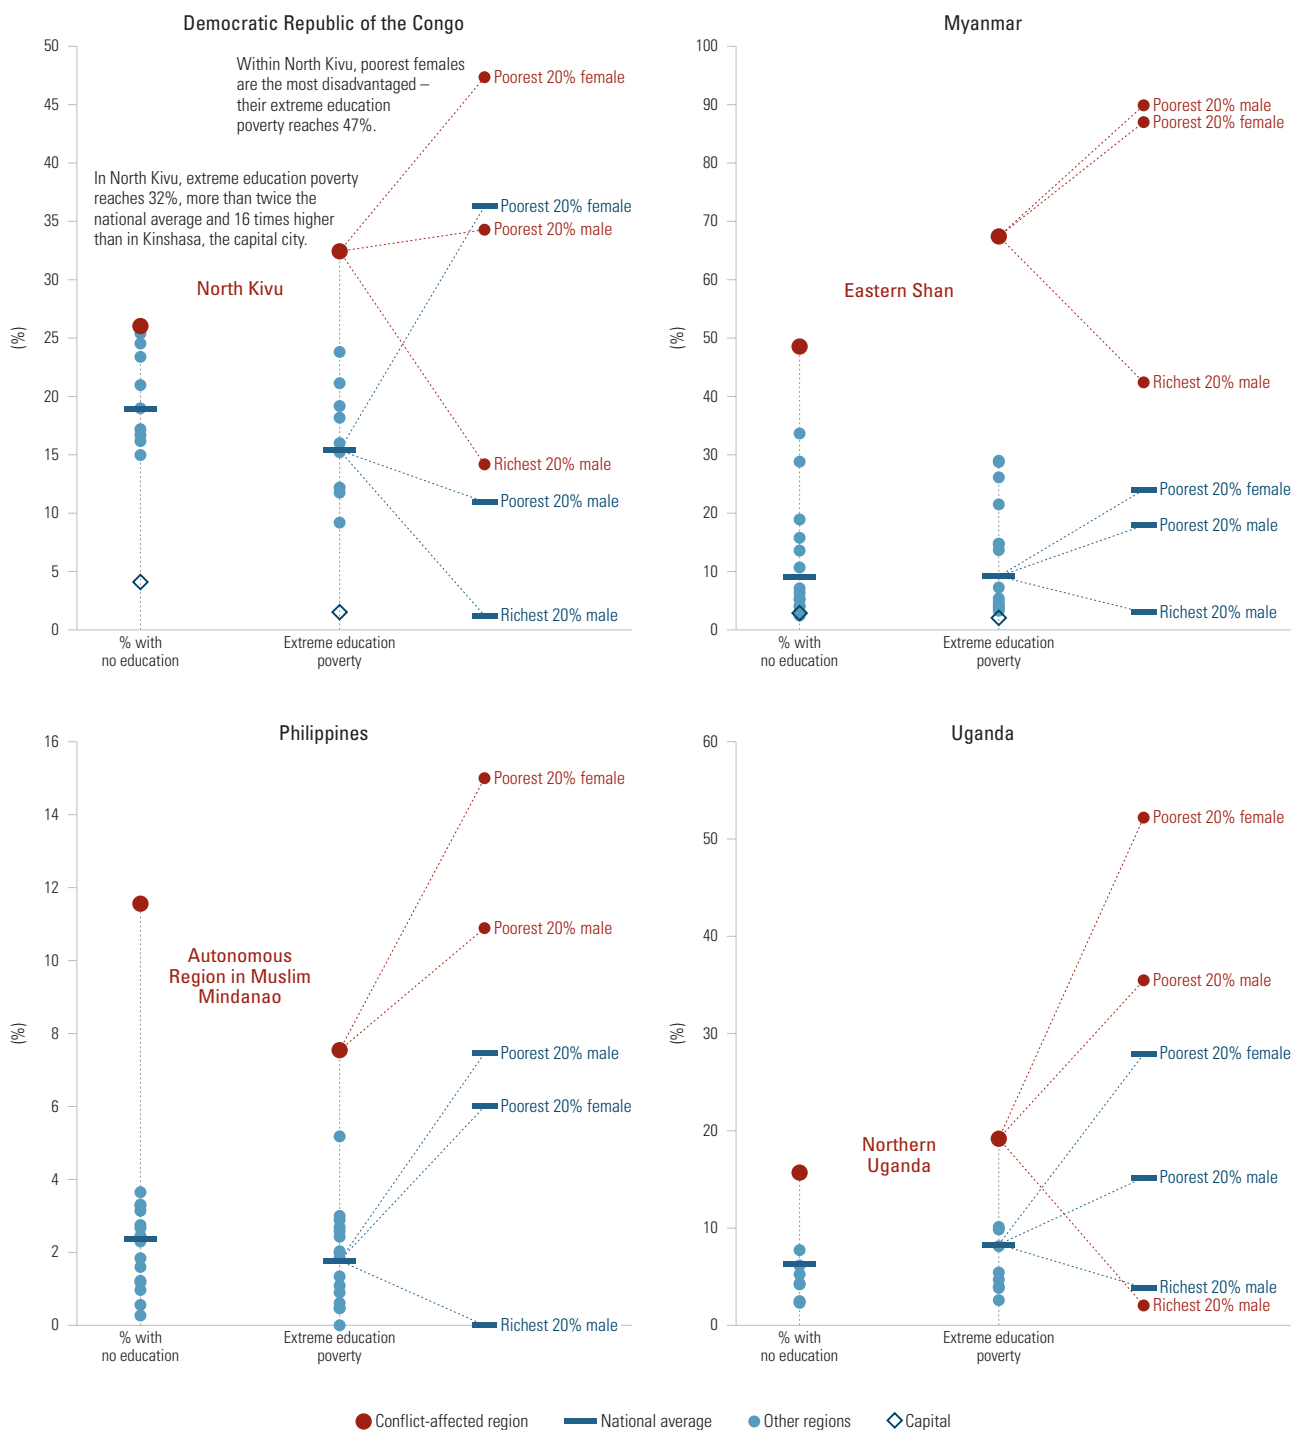 Democratic Republic of the Congo
50
45
40
35
30
25
20
15
10
5
0
(%)
Within North Kivu, poorest females
are the most disadvantaged –
their extreme education
poverty reaches 47%.
In North Kivu, extreme education poverty
reaches 32%, more than twice the
national average and 16 times higher
than in Kinshasa, the capital city.
North Kivu
Poorest 20% female
Poorest 20% female
Poorest 20% male
Richest 20% male
Poorest 20% male
Richest 20% male
% with
no education
Extreme education
poverty
Myanmar
100
90
80
70
60
50
40
30
20
10
0
(%)
Eastern Shan
Poorest 20% male
Poorest 20% female
Richest 20% male
Poorest 20% female
Poorest 20% male
Richest 20% male
% with
no education
Extreme education
poverty
Philippines
16
14
12
10
8
6
4
2
0
(%)
Autonomous
Region in Muslim
Mindanao
Poorest 20% female
Poorest 20% male
Poorest 20% male
Poorest 20% female
Richest 20% male
% with
no education
Extreme education
poverty
Uganda
60
50
40
30
20
10
0
(%)
Northern
Uganda
Poorest 20% female
Poorest 20% male
Poorest 20% female
Poorest 20% male
Richest 20% male
Richest 20% male
% with
no education
Extreme education
poverty
Conflict-affected region
National average
Other regions
Capital